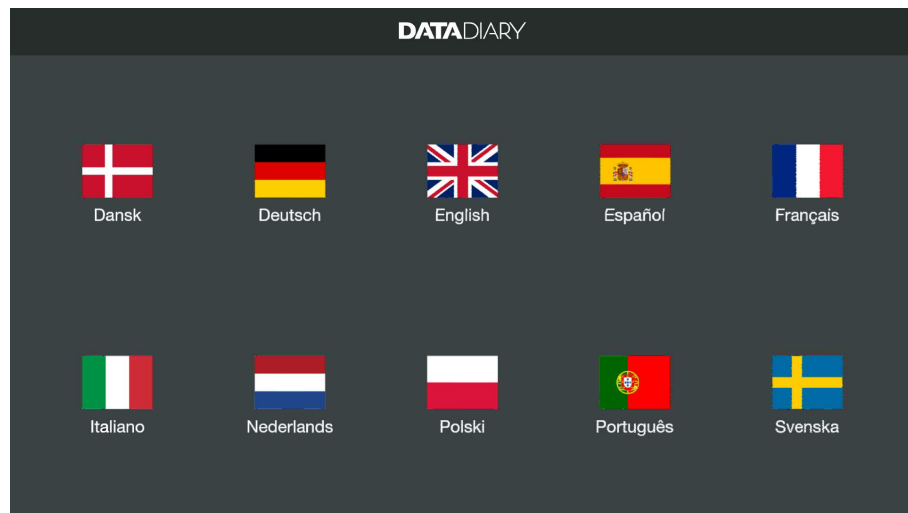 DATADIARY
Dansk Deutsch English Español Français
Italiano Nederlands Polski Português Svenska